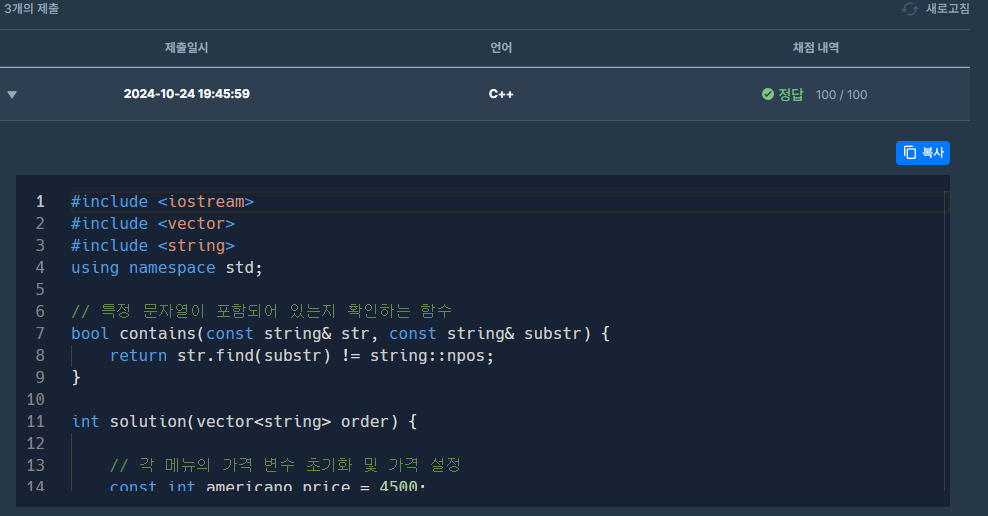 3개의 제출
새로고침
제출일시 언어 채점 내역
2024-10-24 19:45:59 C++ 정답 100 / 100
복사
1 #include <iostream>
2 #include <vector>
3 #include <string>
4 using namespace std;
5
6 // 특정 문자열이 포함되어 있는지 확인하는 함수
7 bool contains(const string& str, const string& substr) {
8 return str.find(substr) != string::npos;
9 }
10
11 int solution(vector<string> order) {
12
13 // 각 메뉴의 가격 변수 초기화 및 가격 설정
14 const int americano_price = 4500;